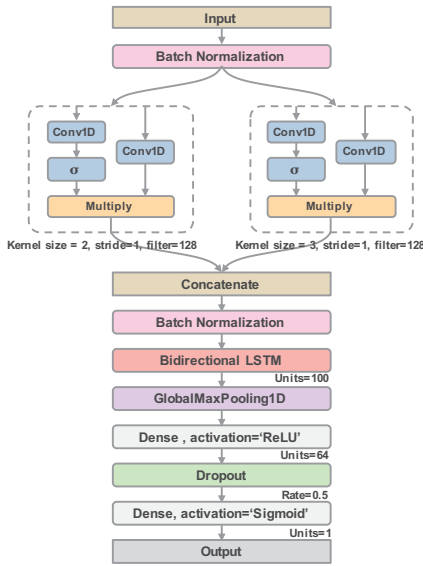 Input
Batch Normalization
Conv1D
Conv1D
σ
Multiply
Kernel size = 2, stride=1, filter=128
Conv1D
Conv1D
σ
Multiply
Kernel size = 3, stride=1, filter=128
Concatenate
Batch Normalization
Bidirectional LSTM
Units=100
GlobalMaxPooling1D
Dense , activation=‘ReLU’
Units=64
Dropout
Rate=0.5
Dense, activation=‘Sigmoid’
Units=1
Output